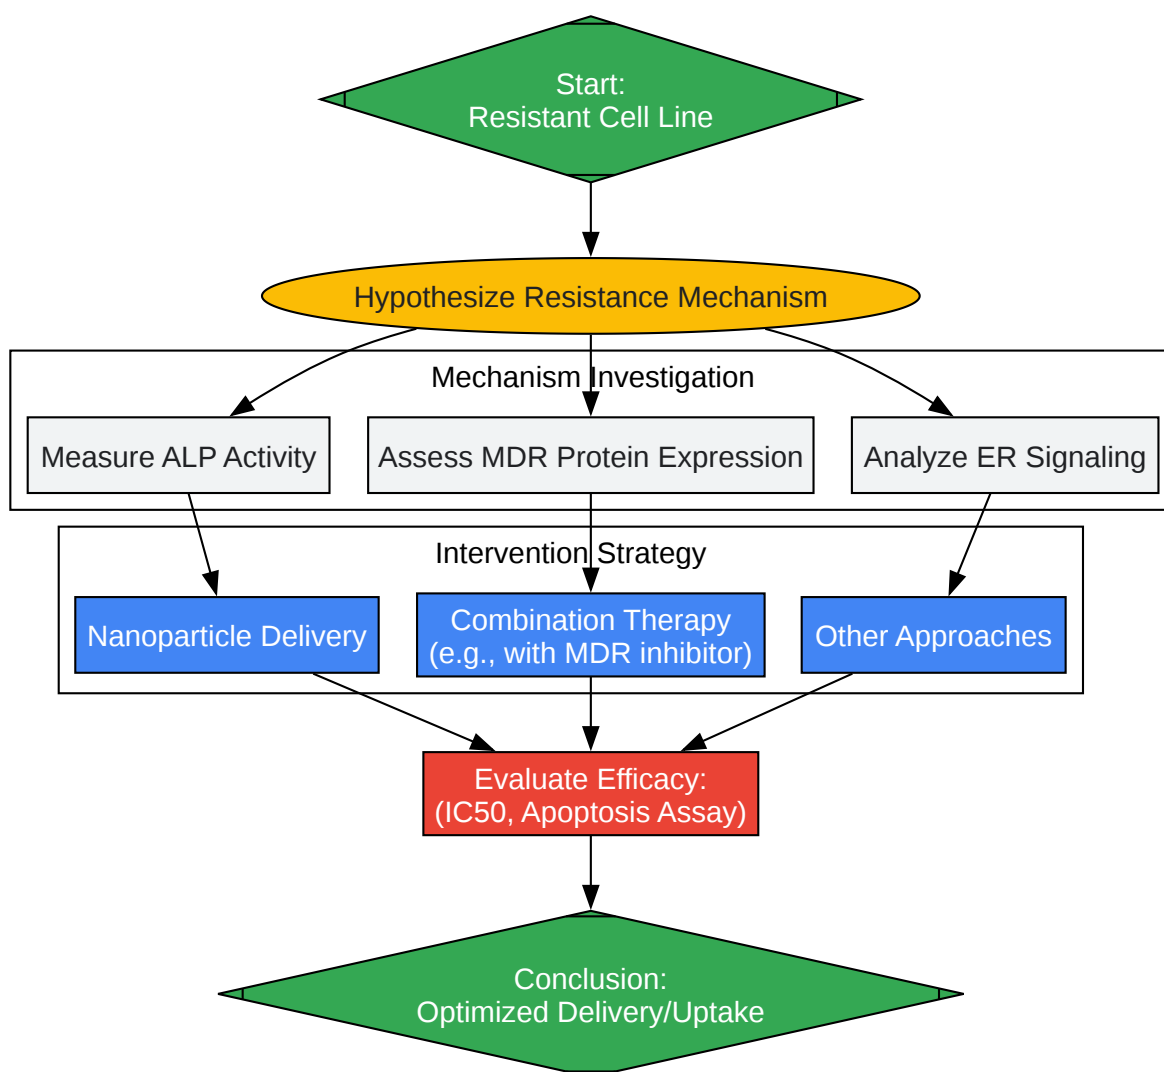 Start:
Resistant Cell Line
Hypothesize Resistance Mechanism
Mechanism Investigation
Measure ALP Activity
Assess MDR Protein Expression
Analyze ER Signaling
Intervention Strategy
Nanoparticle Delivery
Combination Therapy
(e.g., with MDR inhibitor)
Other Approaches
Evaluate Efficacy:
(IC50, Apoptosis Assay)
Conclusion:
Optimized Delivery/Uptake